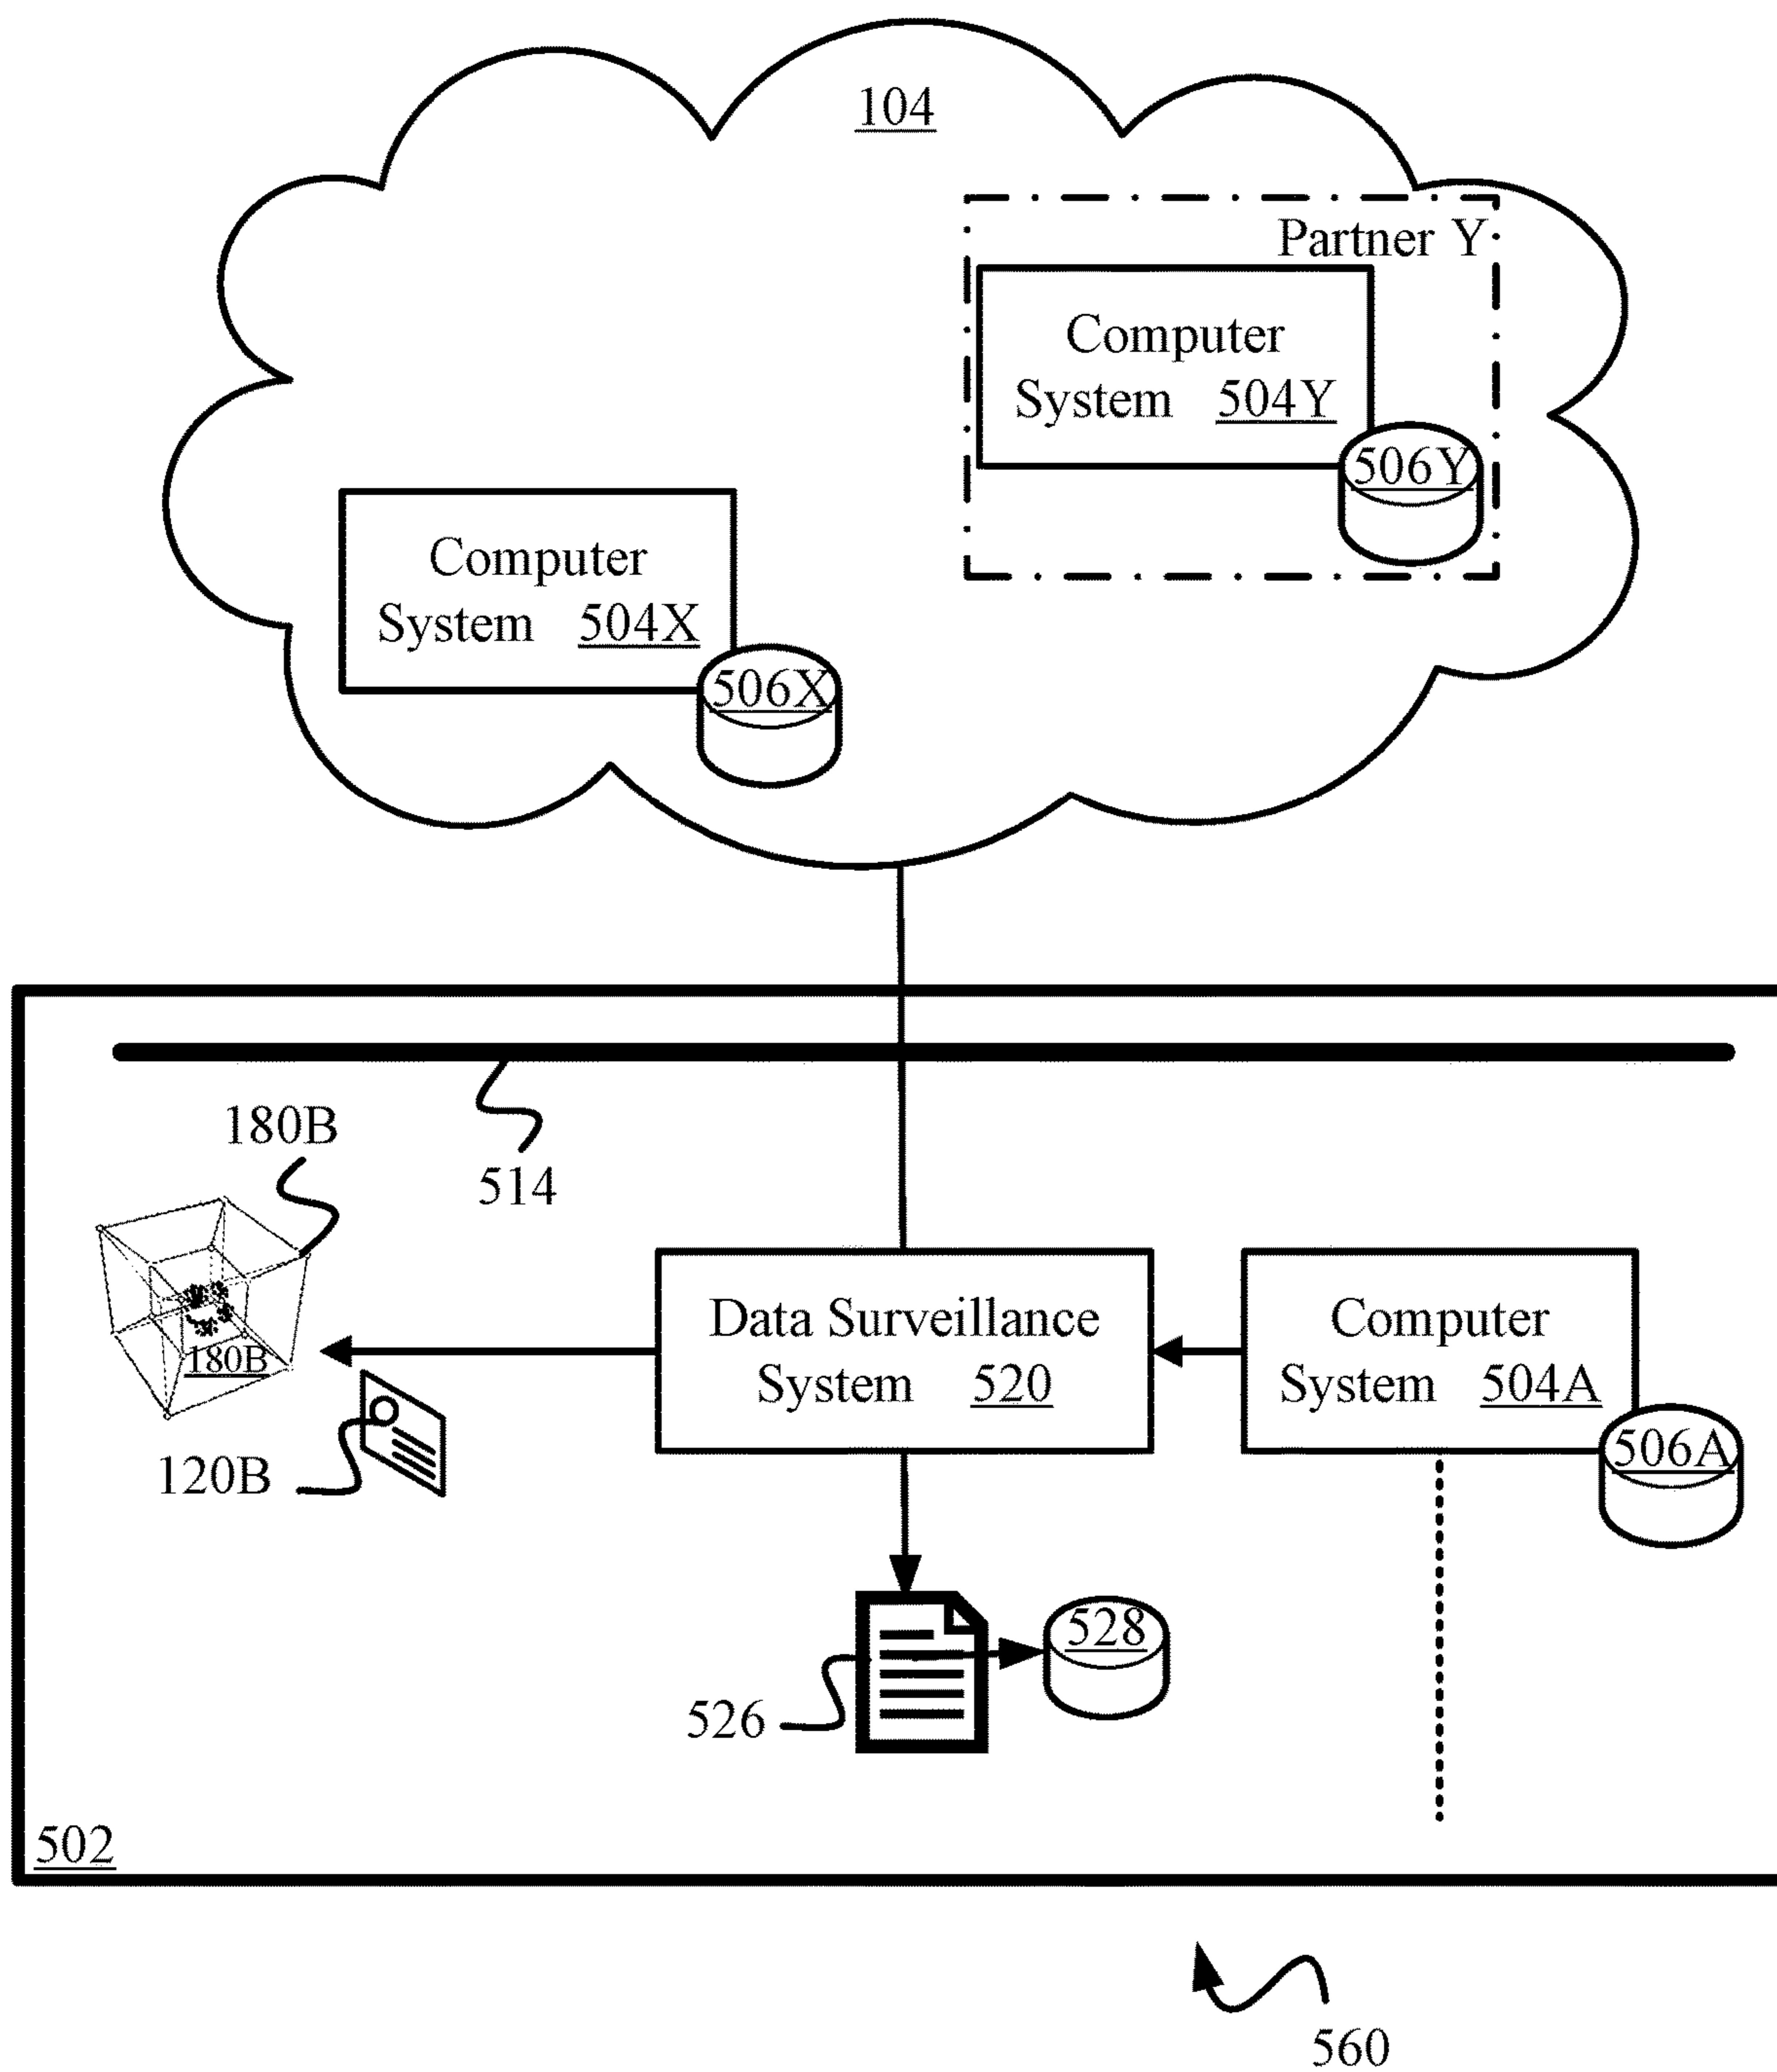 104
Partner Y
Computer
System 504Y
506Y
Computer
System 504X
506X
180B
514
180B
Data Surveillance
System 520
Computer
System 504A
506A
120B
528
526
502
560